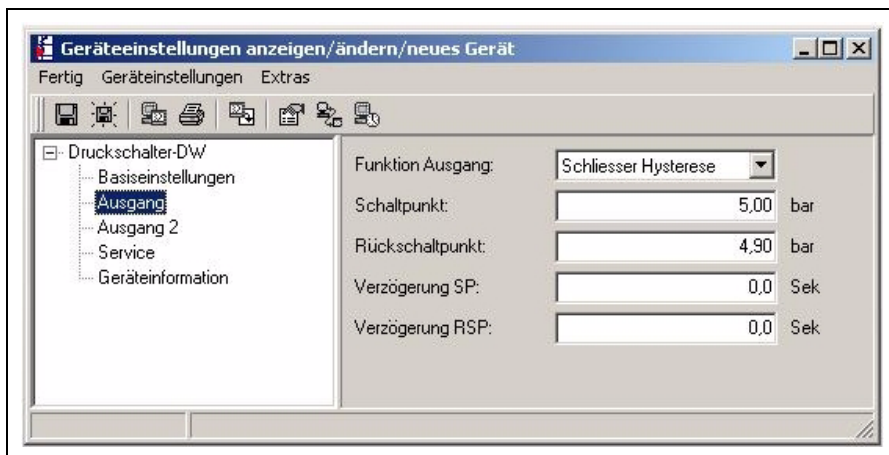 Geräteeinstellungen anzeigen/ändern/neues Gerät
Fertig Geräteinstellungen Extras
Druckschalter-DW
Basiseinstellungen
Ausgang
Ausgang 2
Service
Geräteinformation
Funktion Ausgang: Schliesser Hysterese
Schaltpunkt: 5,00 bar
Rückschaltpunkt: 4,90 bar
Verzögerung SP: 0,0 Sek
Verzögerung RSP: 0,0 Sek